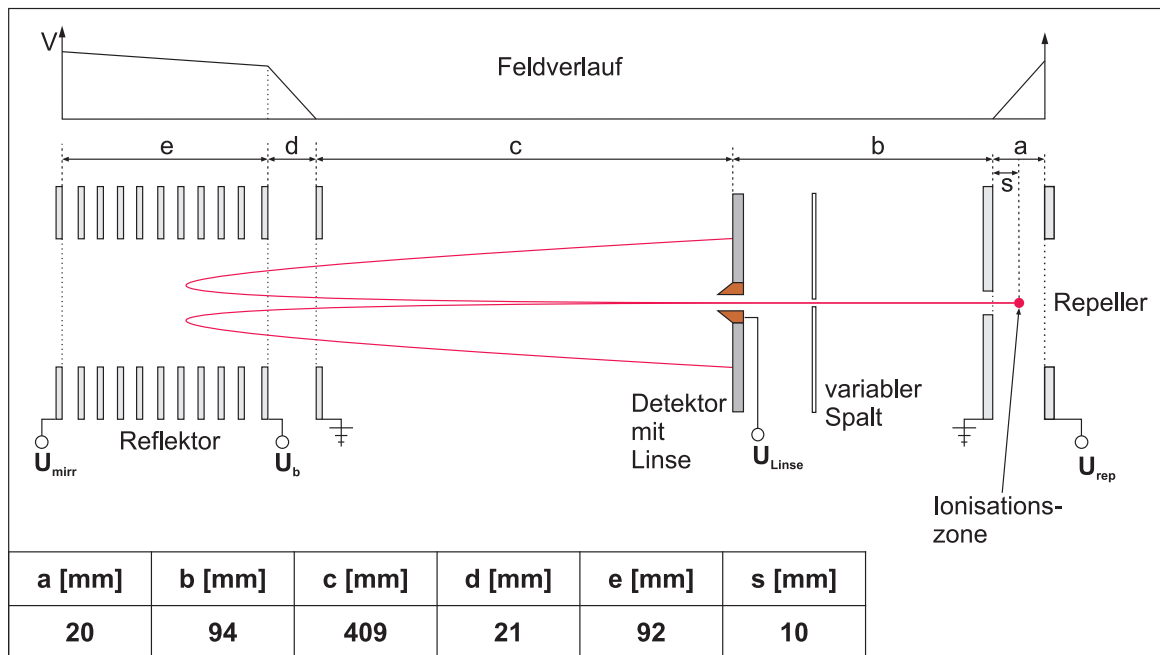 V
Feldverlauf
e
d
c
b
a
s
Repeller
Reflektor
Detektor
mit
Linse
variabler
Spalt
U_mirr
U_b
U_Linse
U_rep
Ionisations-
zone
a [mm] b [mm] c [mm] d [mm] e [mm] s [mm]
20 94 409 21 92 10